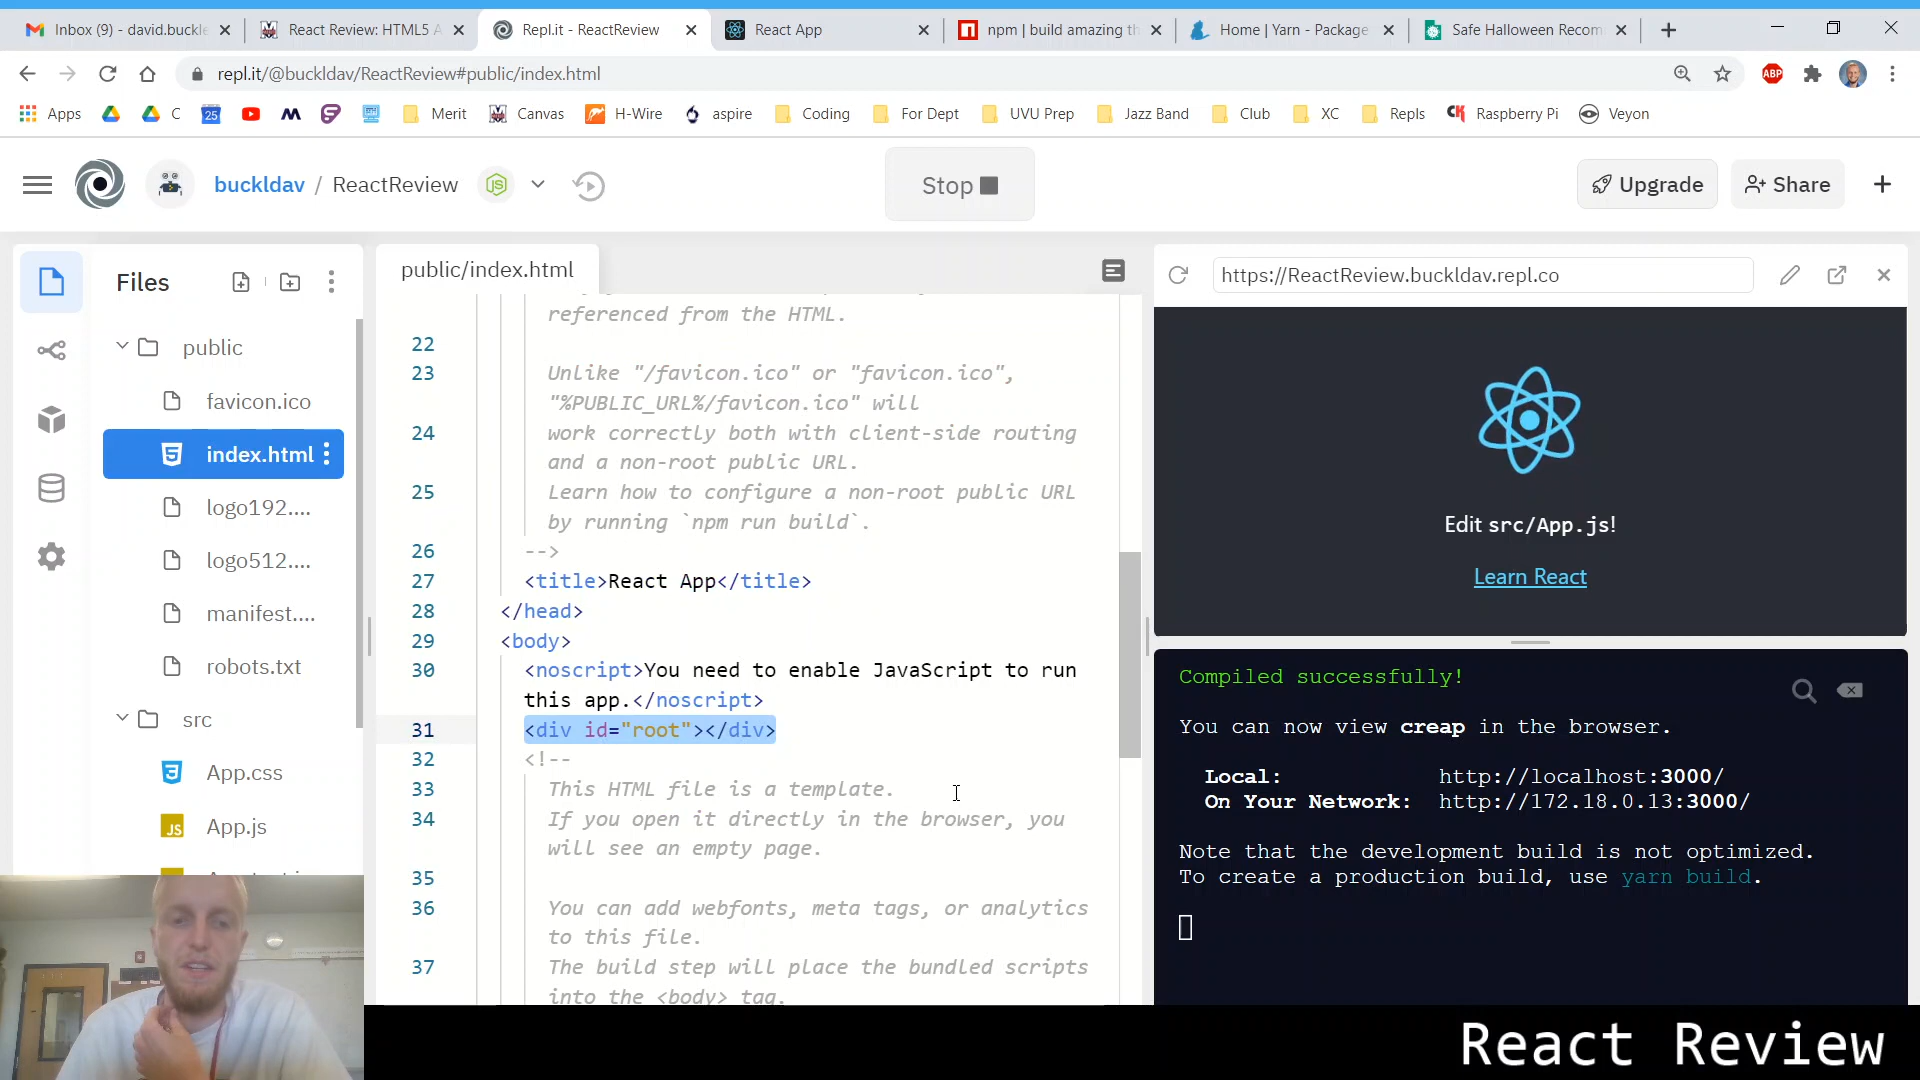 Inbox (9) - david.buckle
React Review: HTML5 A
Repl.it - ReactReview
React App
npm | build amazing th
Home | Yarn - Package
Safe Halloween Recom
repl.it/@buckldav/ReactReview#public/index.html
ABP
Apps
C
25
Merit
Canvas
H-Wire
aspire
Coding
For Dept
UVU Prep
Jazz Band
Club
XC
Repls
Raspberry Pi
Veyon
buckldav / ReactReview
Stop
Upgrade
Share
Files
public
favicon.ico
index.html
logo192....
logo512....
manifest....
robots.txt
src
App.css
JS App.js
public/index.html
referenced from the HTML.
22
23 Unlike "/favicon.ico" or "favicon.ico",
"%PUBLIC_URL%/favicon.ico" will
24 work correctly both with client-side routing
and a non-root public URL.
25 Learn how to configure a non-root public URL
by running `npm run build`.
26 -->
27 <title>React App</title>
28 </head>
29 <body>
30 <noscript>You need to enable JavaScript to run
this app.</noscript>
31 <div id="root"></div>
32 <!--
33 This HTML file is a template.
34 If you open it directly in the browser, you
will see an empty page.
35
36 You can add webfonts, meta tags, or analytics
to this file.
37 The build step will place the bundled scripts
into the <body> tag.
https://ReactReview.buckldav.repl.co
Edit src/App.js!
Learn React
Compiled successfully!
You can now view creap in the browser.
Local: http://localhost:3000/
On Your Network: http://172.18.0.13:3000/
Note that the development build is not optimized.
To create a production build, use yarn build.
React Review